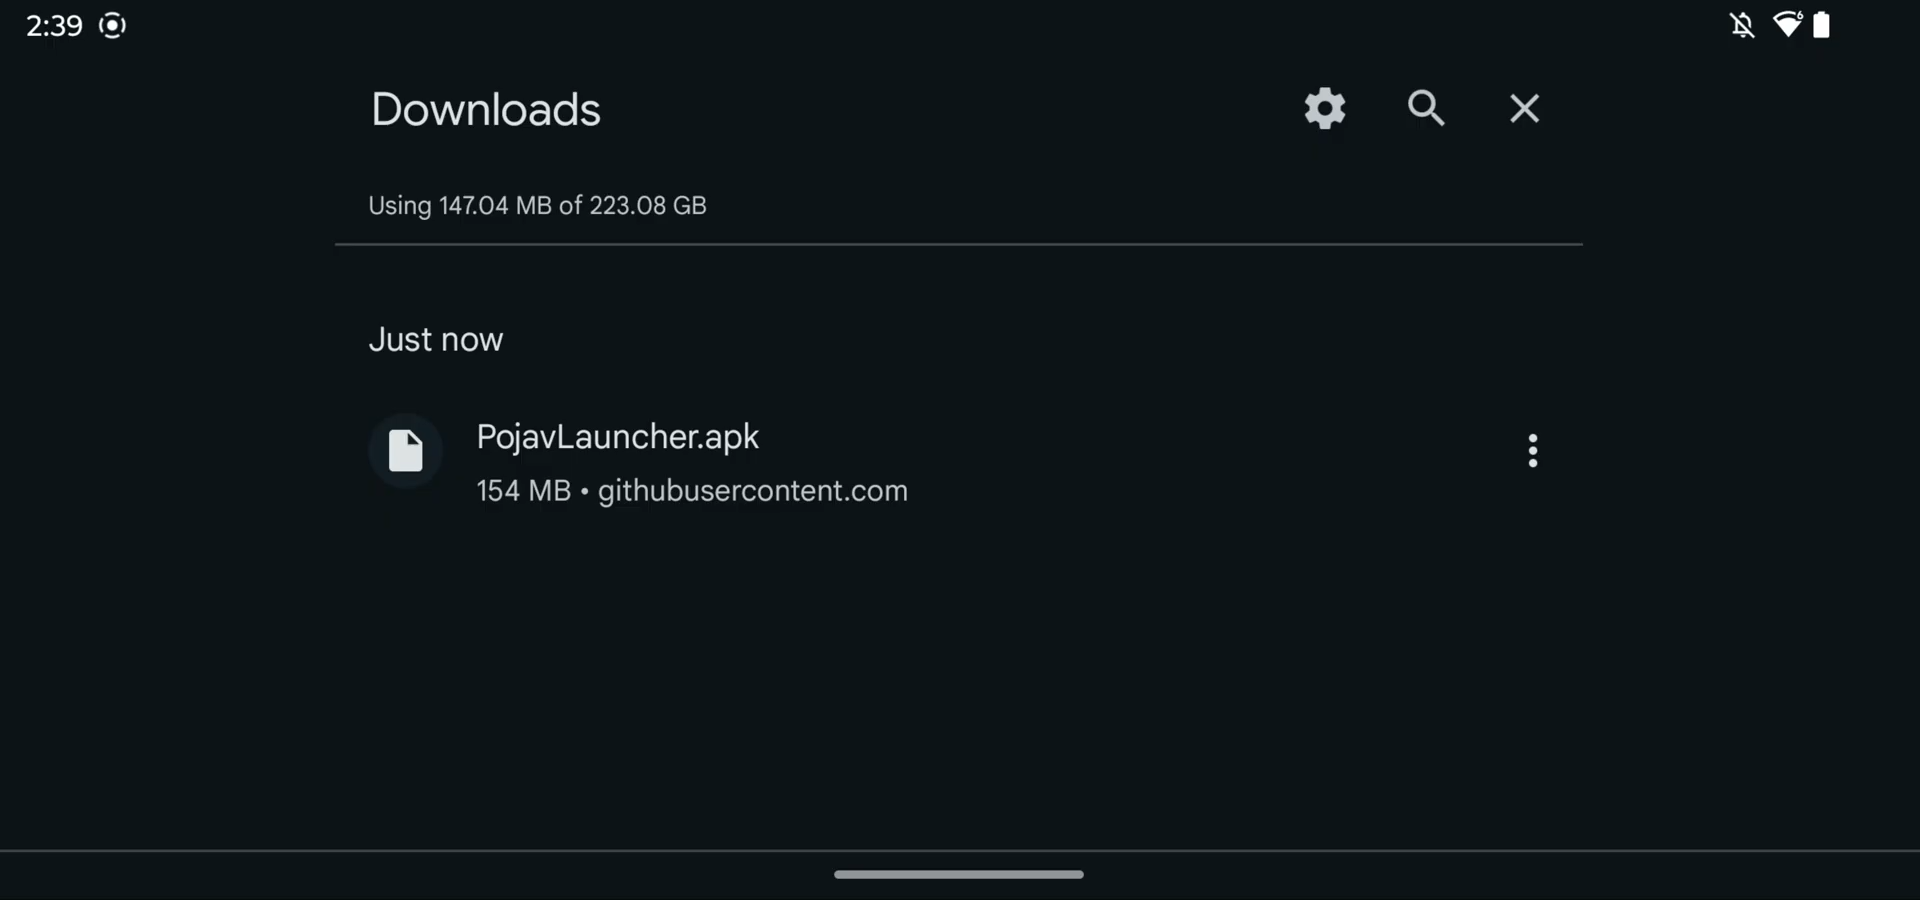 2:39
Downloads
Using 147.04 MB of 223.08 GB
Just now
PojavLauncher.apk
154 MB • githubusercontent.com